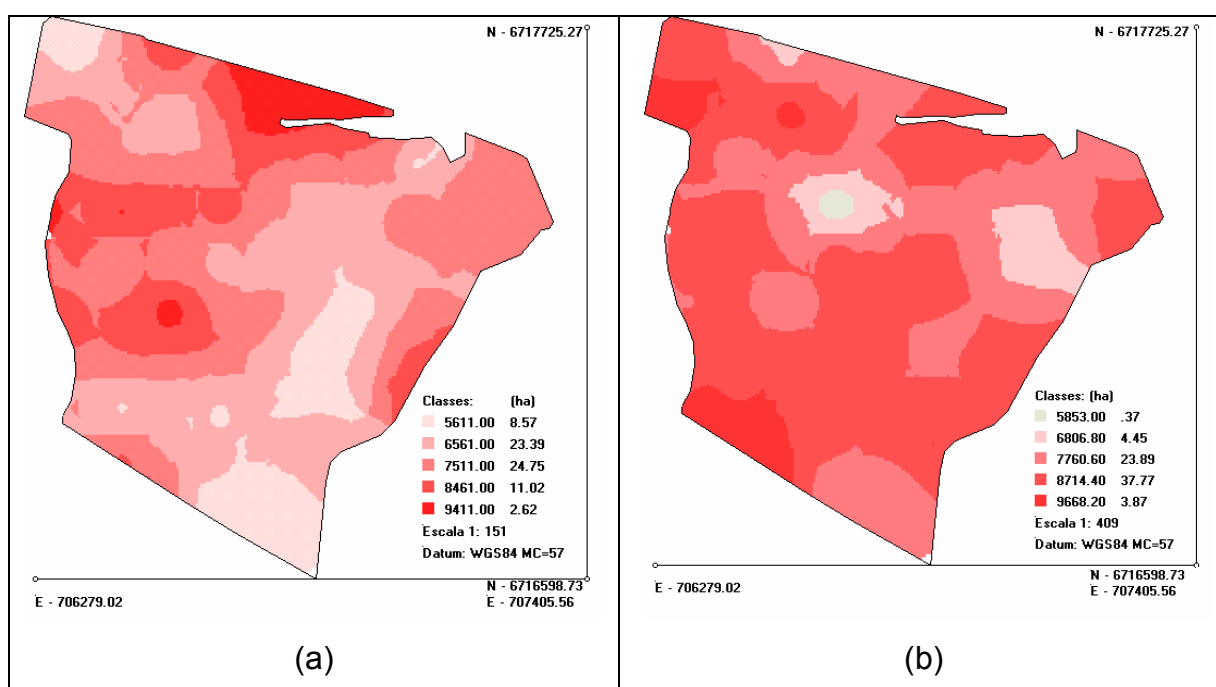 N - 6717725.27
Classes: (ha)
5611.00 8.57
6561.00 23.39
7511.00 24.75
8461.00 11.02
9411.00 2.62
Escala 1: 151
Datum: WGS84 MC=57
N - 6716598.73
E - 706279.02
E - 707405.56
(a)
N - 6717725.27
Classes: (ha)
5853.00 .37
6806.80 4.45
7760.60 23.89
8714.40 37.77
9668.20 3.87
Escala 1: 409
Datum: WGS84 MC=57
N - 6716598.73
E - 706279.02
E - 707405.56
(b)